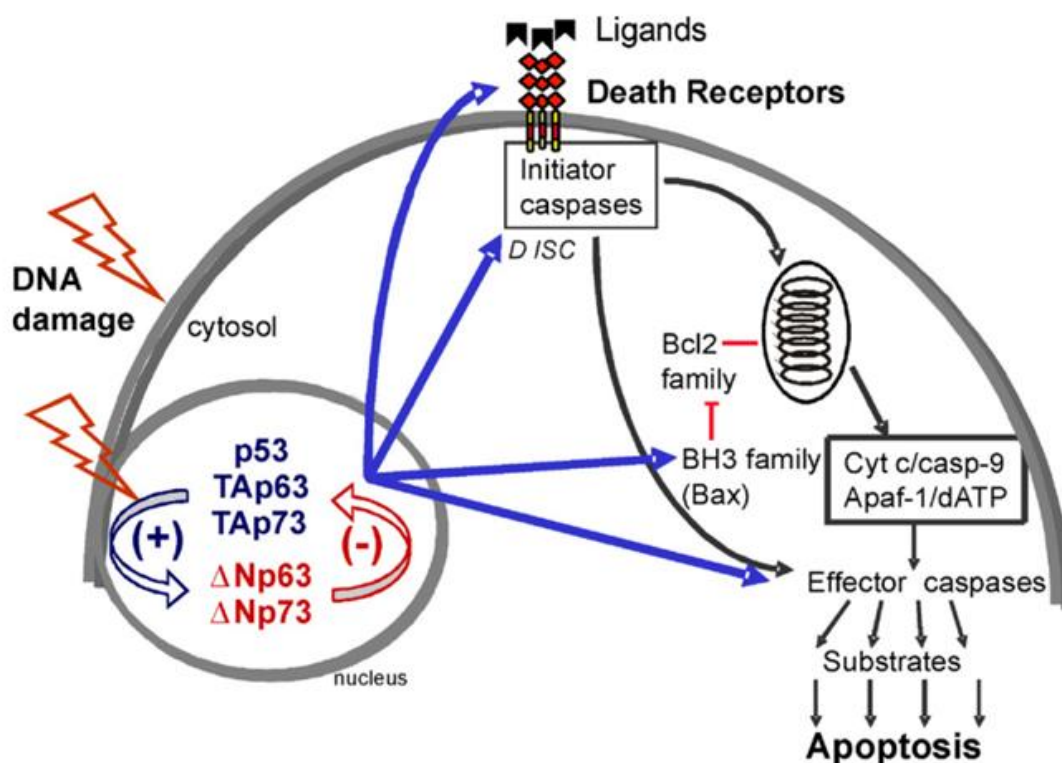 Ligands
Death Receptors
Initiator
caspases
D ISC
DNA
damage
cytosol
Bcl2
family
p53
TAp63
TAp73
(+)
(-)
ΔNp63
ΔNp73
nucleus
BH3 family
(Bax)
Cyt c/casp-9
Apaf-1/dATP
Effector caspases
Substrates
Apoptosis